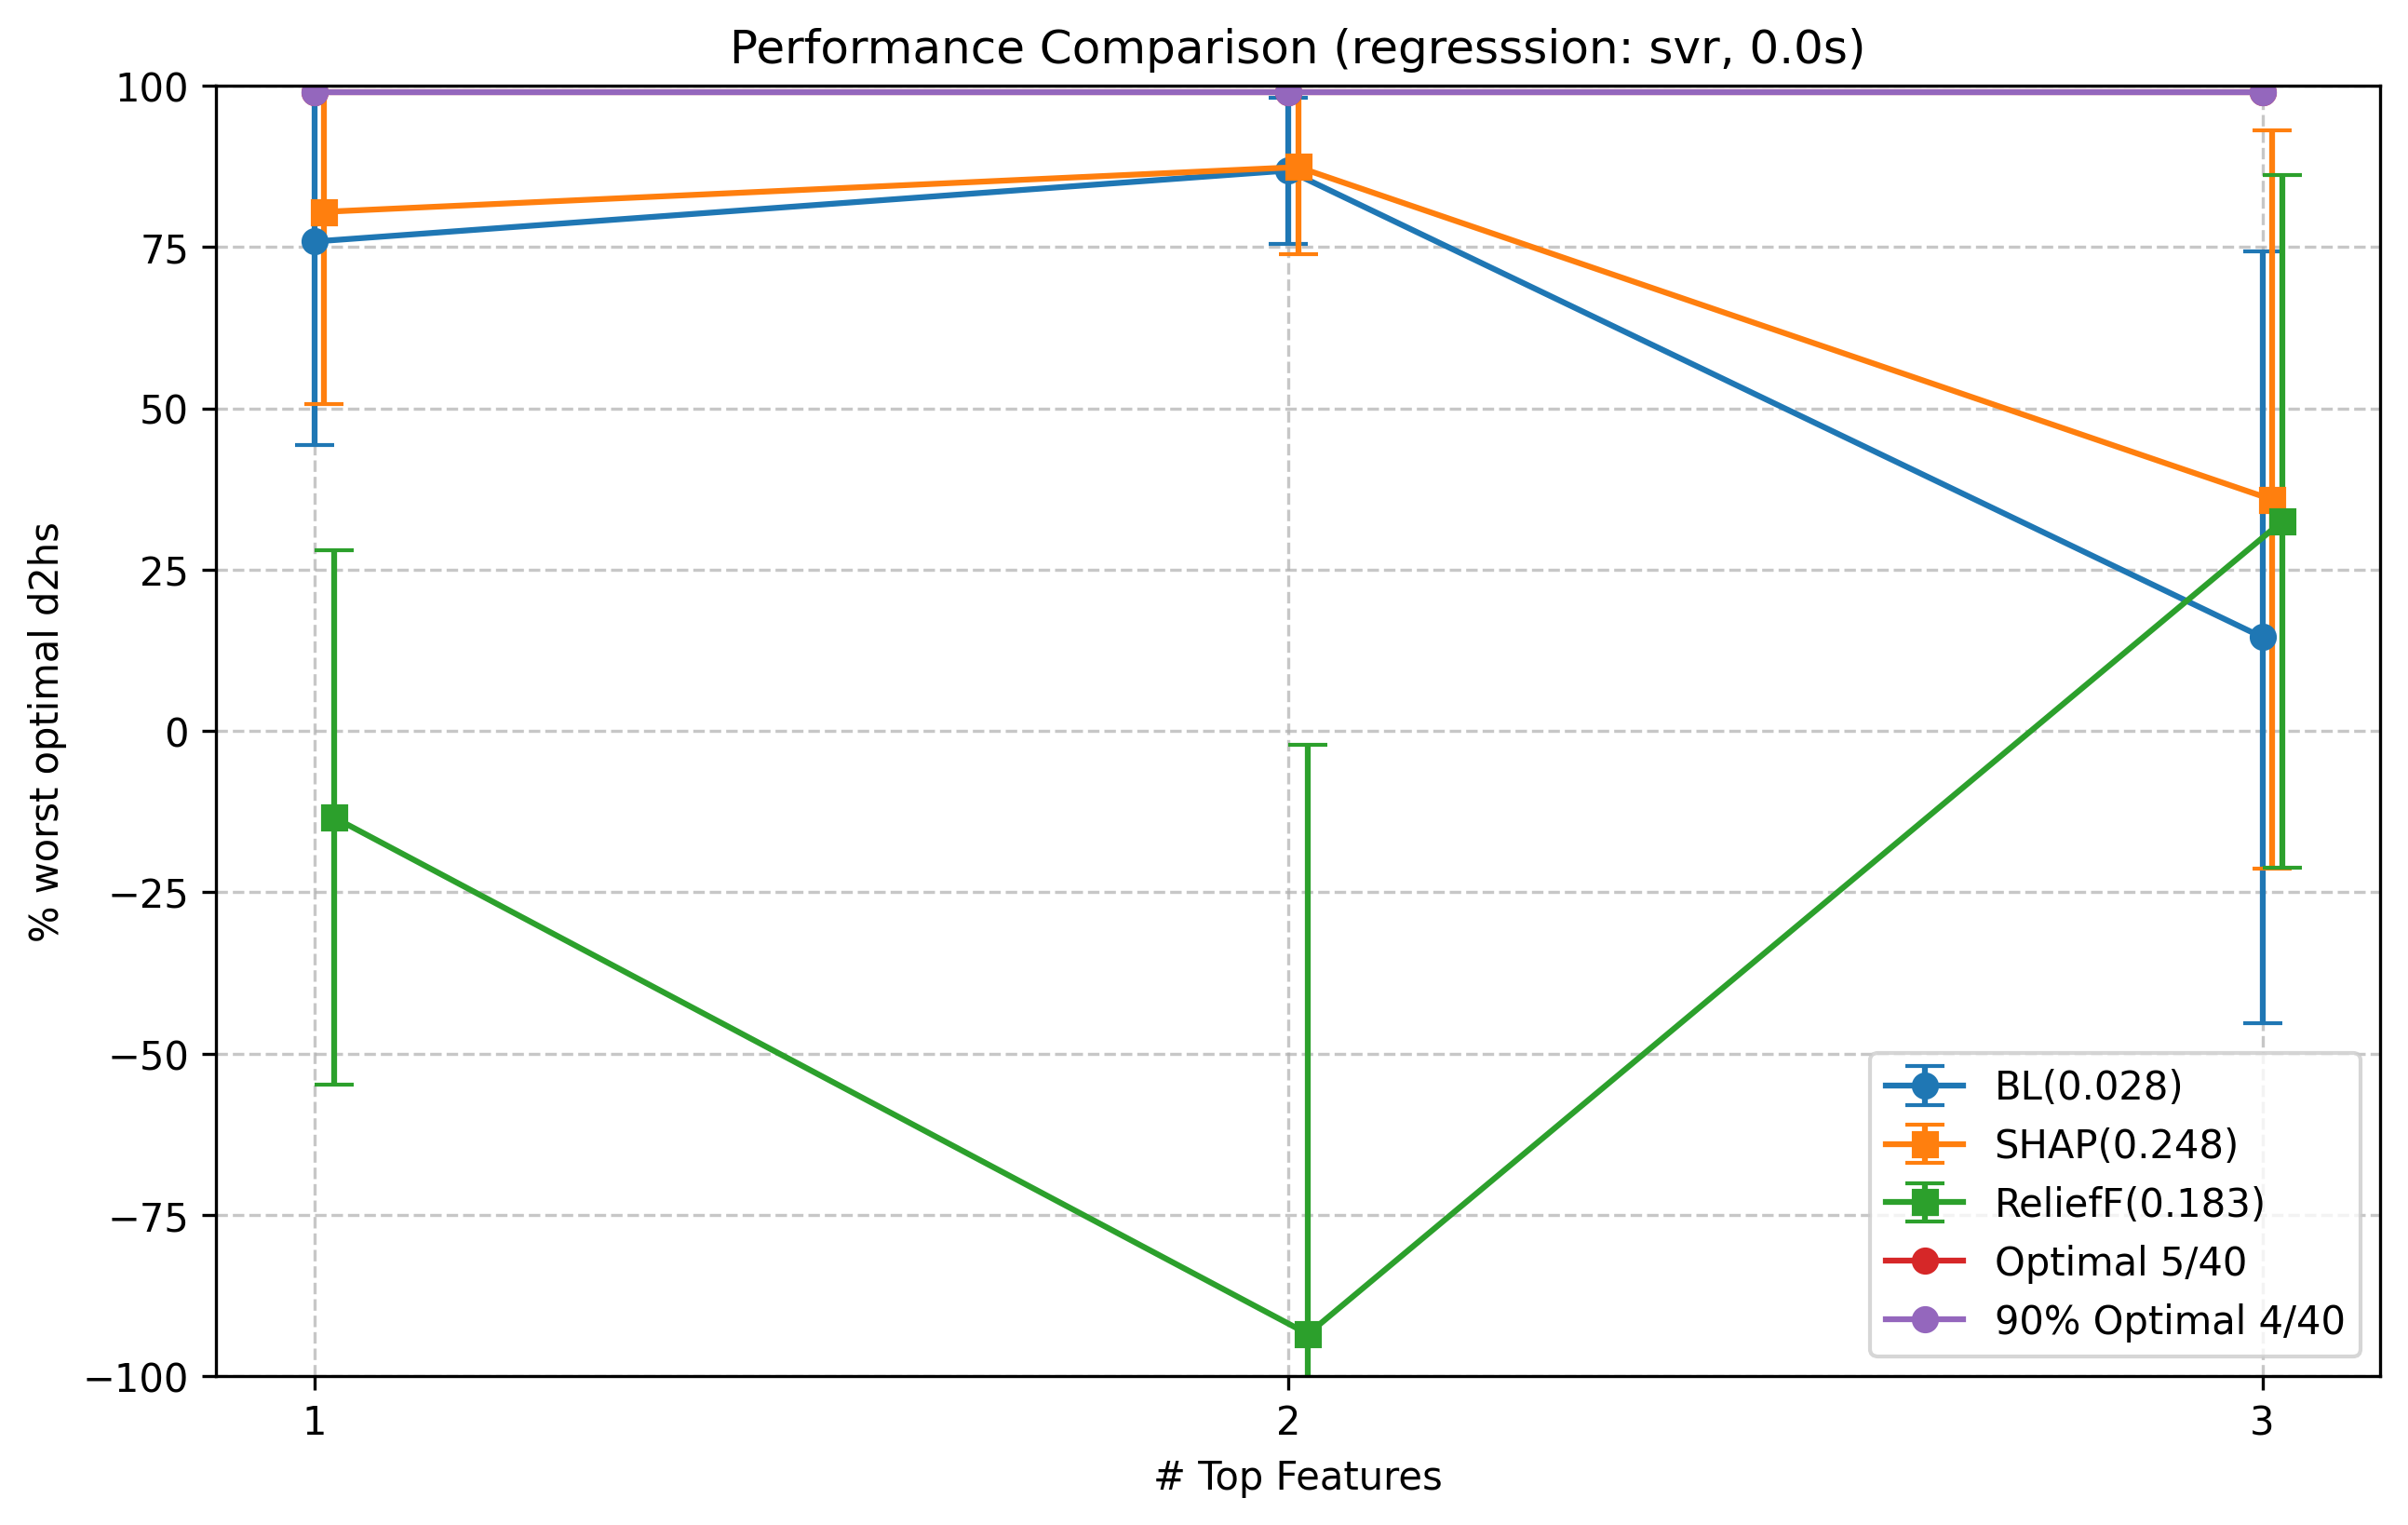 Performance Comparison (regresssion: svr, 0.0s)
100
75
50
25
0
−25
−50
−75
−100
% worst optimal d2hs
1
2
3
# Top Features
BL(0.028)
SHAP(0.248)
ReliefF(0.183)
Optimal 5/40
90% Optimal 4/40